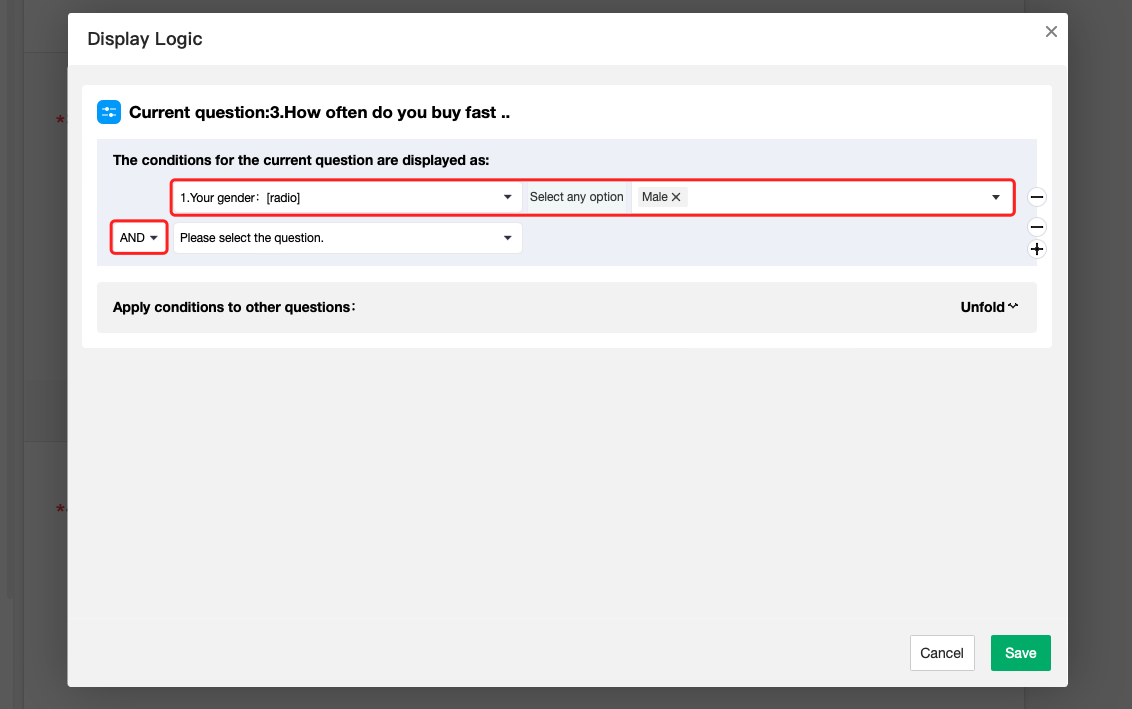 Display Logic
Current question:3.How often do you buy fast ..
The conditions for the current question are displayed as:
1.Your gender：[radio] Select any option Male
AND Please select the question.
Apply conditions to other questions： Unfold
Cancel Save